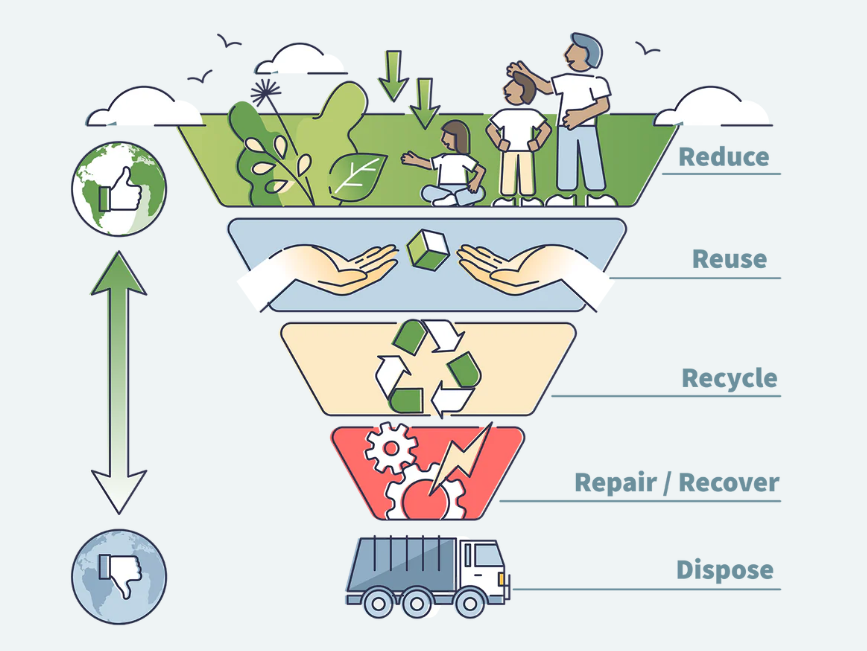 Reduce
Reuse
Recycle
Repair / Recover
Dispose